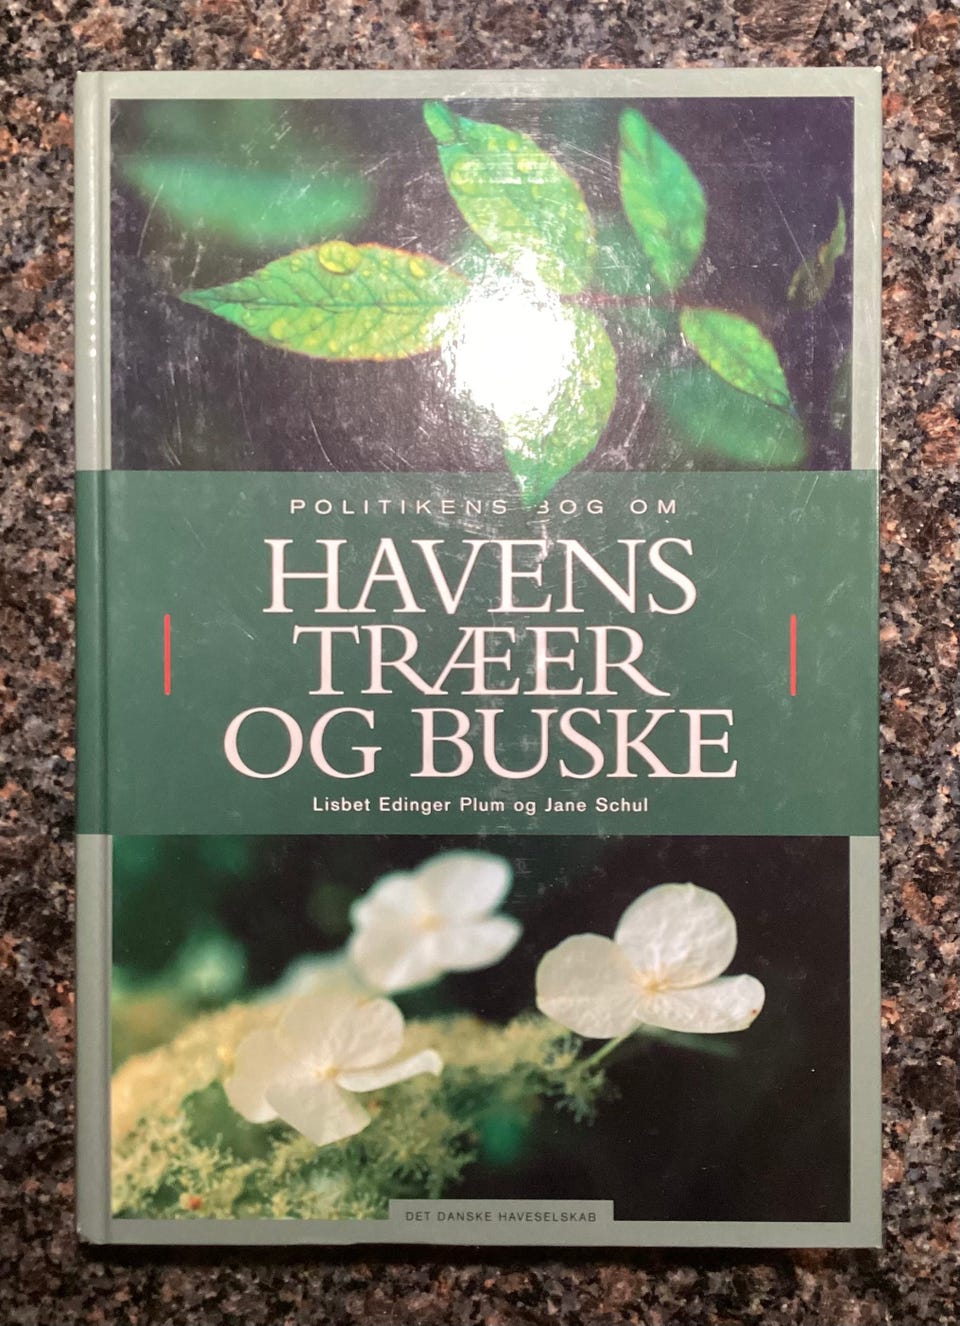 POLITIKENS BOG OM
HAVENS
TRÆER
OG BUSKE
Lisbet Edinger Plum og Jane Schul
DET DANSKE HAVESELSKAB